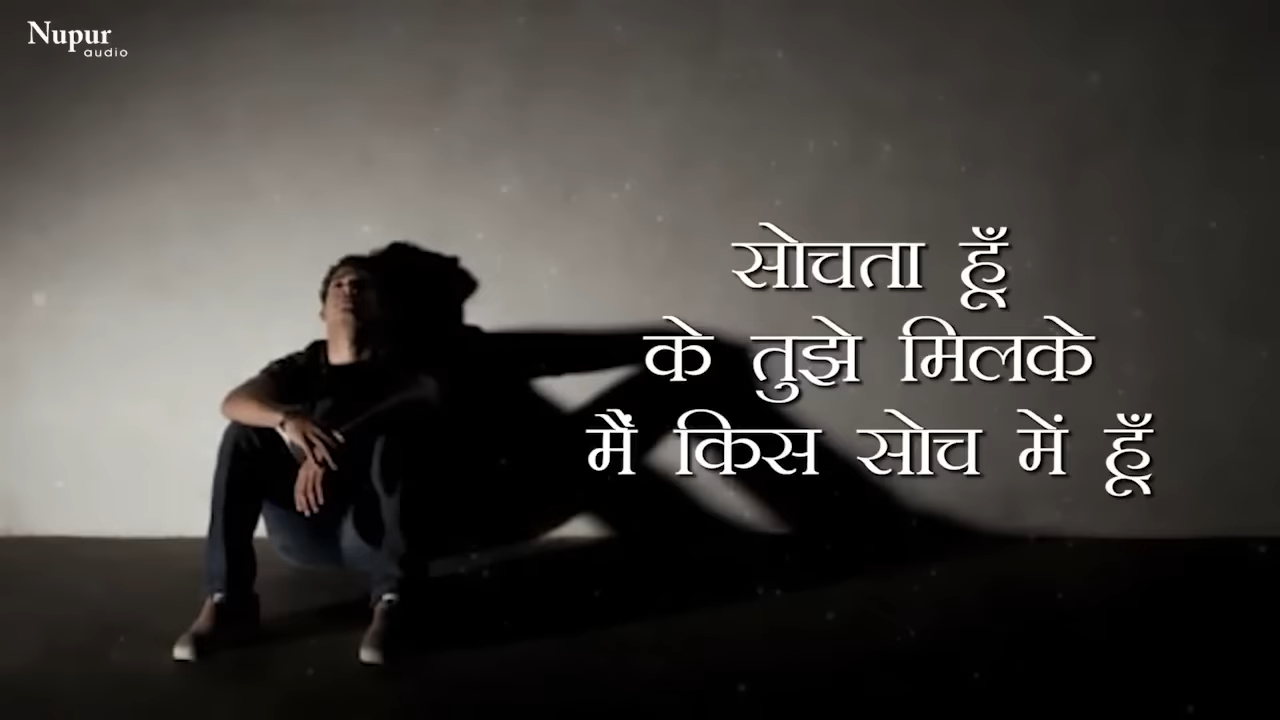 Nupur
audio
सोचता हूँ
के तुझे मिलके
मैं किस सोच में हूँ